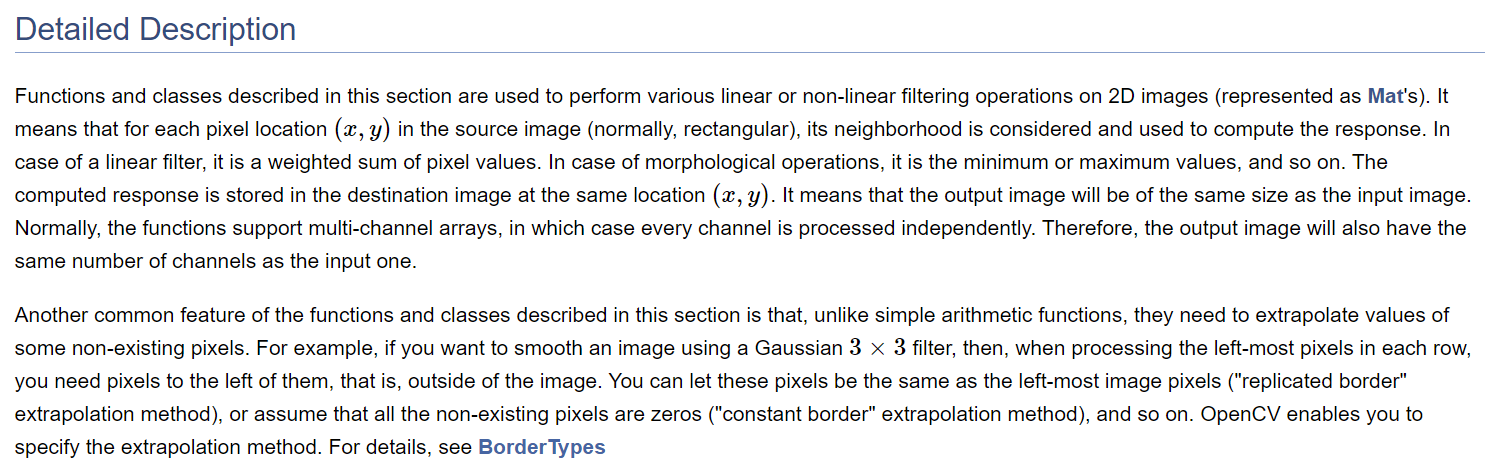 Detailed Description
Functions and classes described in this section are used to perform various linear or non-linear filtering operations on 2D images (represented as Mat's). It
means that for each pixel location (x, y) in the source image (normally, rectangular), its neighborhood is considered and used to compute the response. In
case of a linear filter, it is a weighted sum of pixel values. In case of morphological operations, it is the minimum or maximum values, and so on. The
computed response is stored in the destination image at the same location (x, y). It means that the output image will be of the same size as the input image.
Normally, the functions support multi-channel arrays, in which case every channel is processed independently. Therefore, the output image will also have the
same number of channels as the input one.
Another common feature of the functions and classes described in this section is that, unlike simple arithmetic functions, they need to extrapolate values of
some non-existing pixels. For example, if you want to smooth an image using a Gaussian 3 × 3 filter, then, when processing the left-most pixels in each row,
you need pixels to the left of them, that is, outside of the image. You can let these pixels be the same as the left-most image pixels ("replicated border"
extrapolation method), or assume that all the non-existing pixels are zeros ("constant border" extrapolation method), and so on. OpenCV enables you to
specify the extrapolation method. For details, see BorderTypes